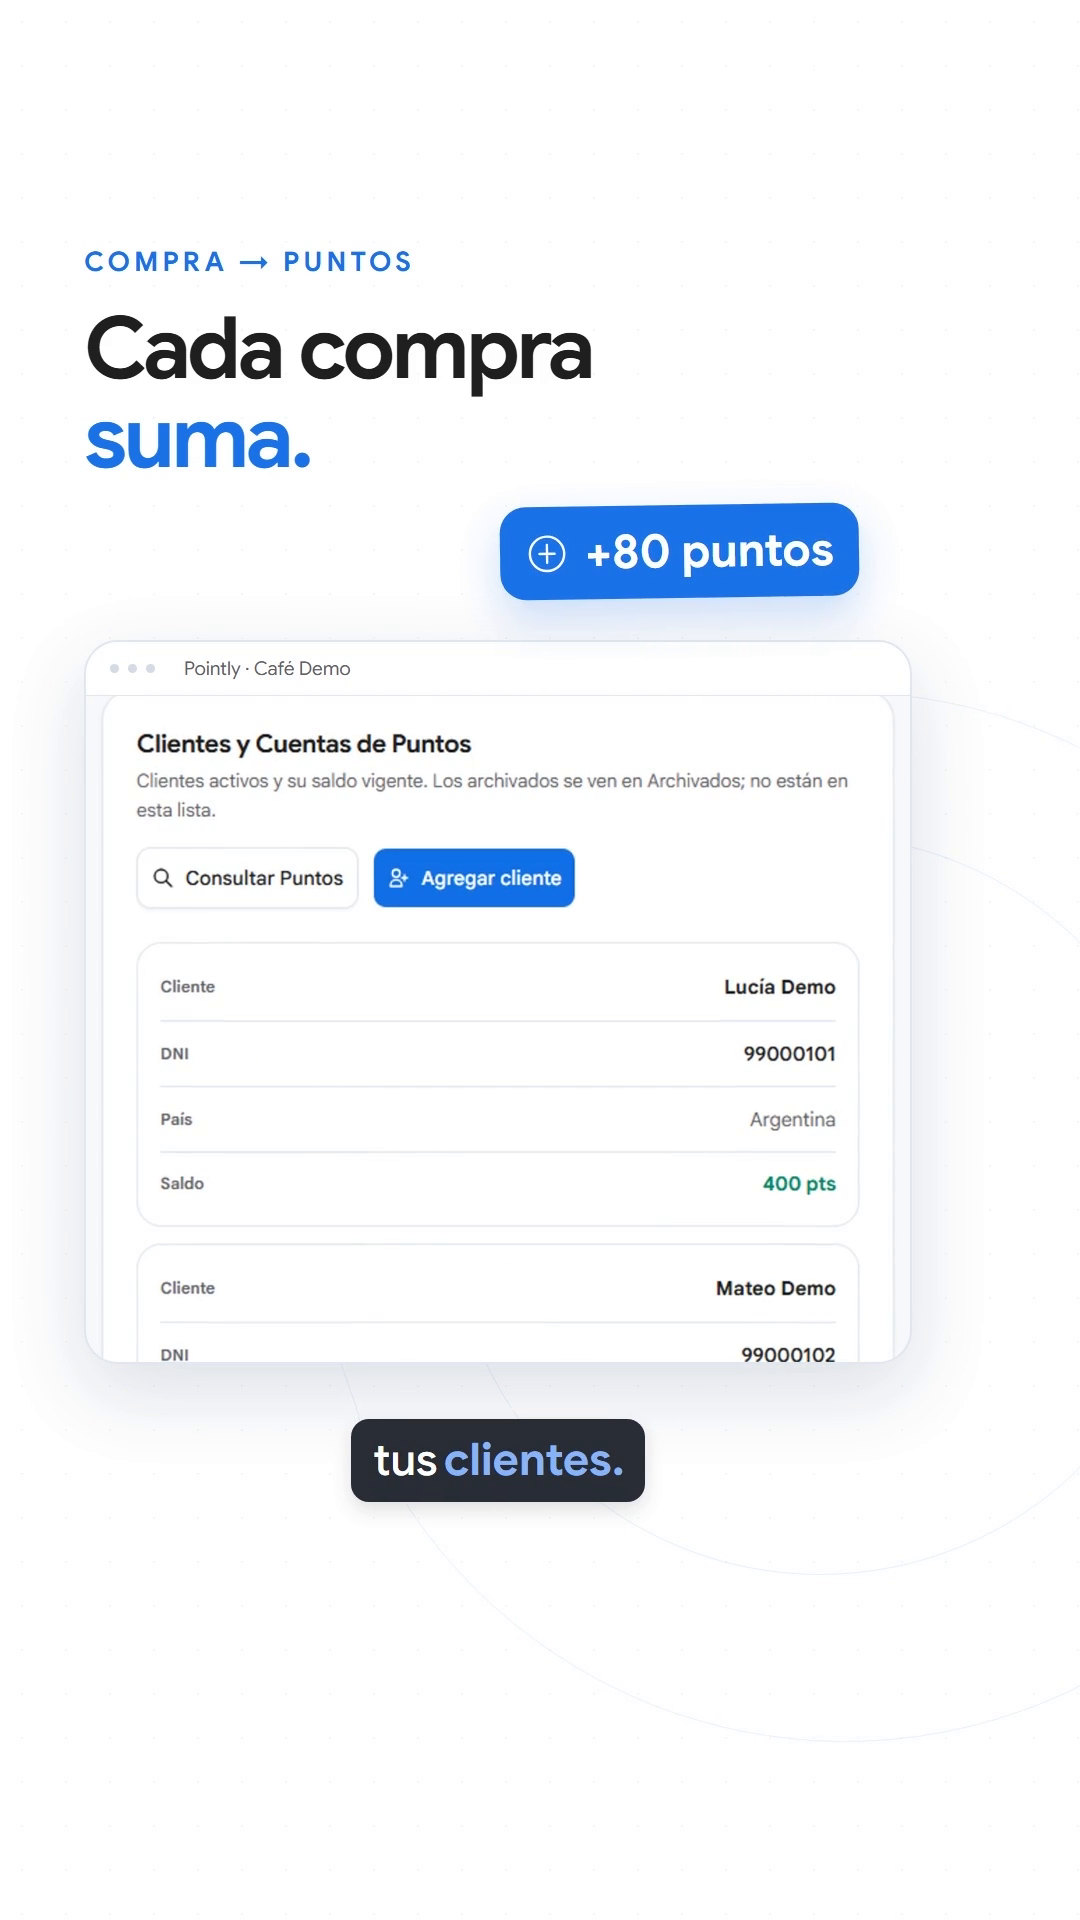 COMPRA → PUNTOS
Cada compra
suma.
+80 puntos
Pointly · Café Demo
Clientes y Cuentas de Puntos
Clientes activos y su saldo vigente. Los archivados se ven en Archivados; no están en
esta lista.
Consultar Puntos
Agregar cliente
Cliente Lucía Demo
DNI 99000101
País Argentina
Saldo 400 pts
Cliente Mateo Demo
DNI 99000102
tus clientes.